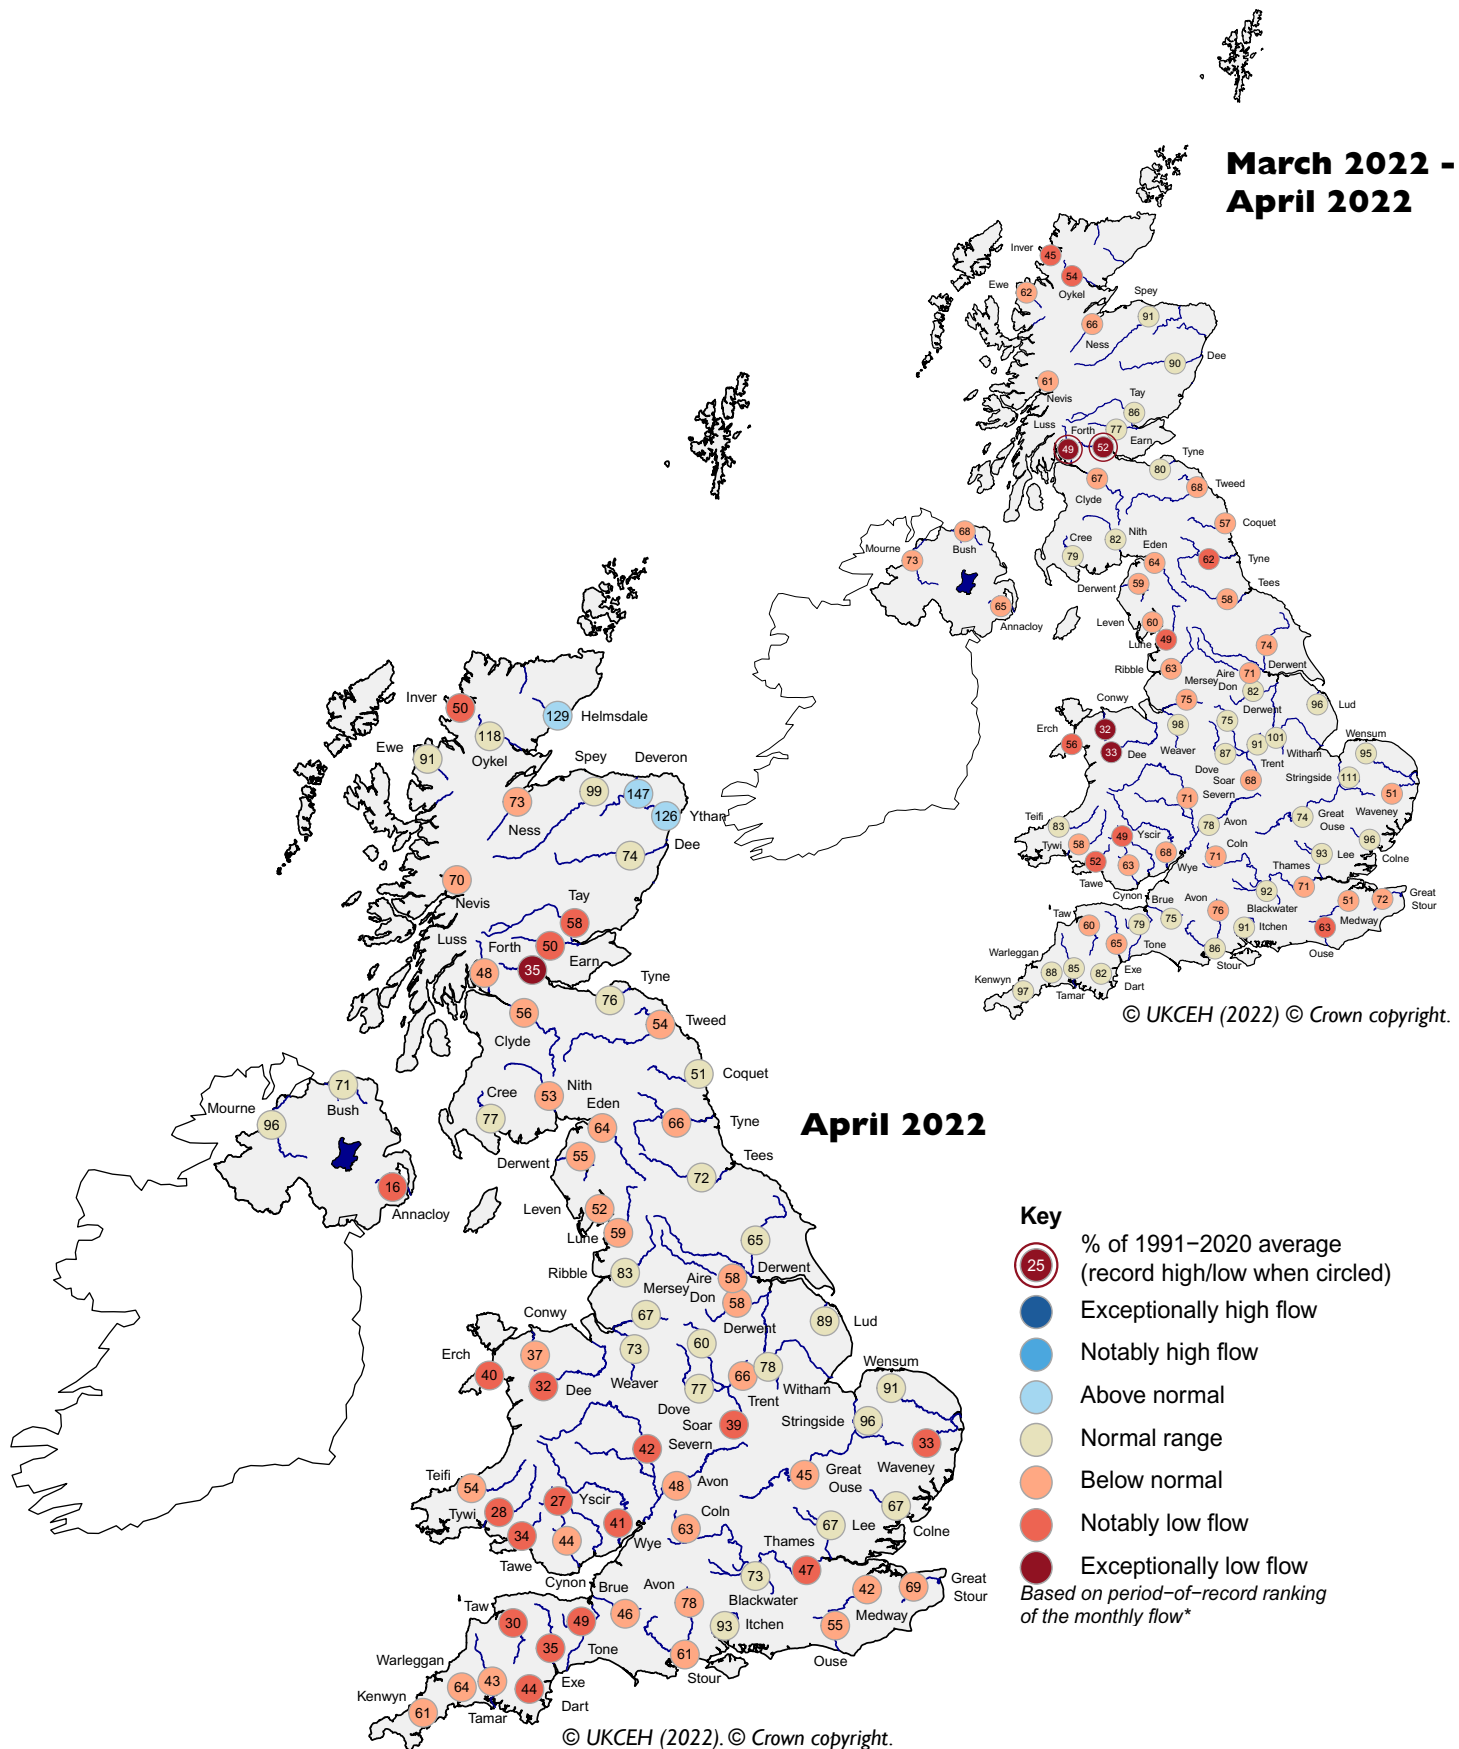 March 2022 -
April 2022
Inver
45
54
Oykel
Ewe
62
Spey
91
66
Ness
Dee
90
61
Nevis
Tay
86
Luss
Forth
77
Earn
49
52
Tyne
80
67
Clyde
68
Tweed
57
Coquet
Cree
79
Nith
82
Eden
64
62
Tyne
Mourne
73
68
Bush
65
Annacloy
Derwent
59
Tees
58
Leven
60
Lune
49
74
Derwent
Ribble
63
Mersey
75
Aire
71
Don
82
Conwy
32
Erch
56
33
Dee
98
Weaver
Derwent
75
96
Lud
91
101
Witham
Trent
Dove
87
Soar
68
Wensum
95
Stringside
111
51
Waveney
71
Severn
Teifi
83
Tywi
58
49
Yscir
52
Tawe
63
Cynon
68
Wye
78
Avon
Coln
71
74
Great
Ouse
96
Colne
93
Lee
Thames
71
92
Blackwater
51
Medway
72
Great
Stour
Taw
60
Brue
75
79
Tone
Avon
76
91
Itchen
63
Ouse
65
Exe
86
Stour
Warleggan
88
85
Tamar
82
Dart
Kenwyn
97
© UKCEH (2022) © Crown copyright.
April 2022
Inver
50
129
Helmsdale
118
Oykel
Ewe
91
Spey
99
Deveron
147
126
Ythan
73
Ness
74
Dee
70
Nevis
Tay
58
Luss
Forth
50
Earn
48
35
Tyne
76
56
Clyde
54
Tweed
51
Coquet
Cree
77
Nith
53
Eden
64
66
Tyne
Mourne
96
71
Bush
16
Annacloy
Derwent
55
Tees
72
Leven
52
Lune
59
65
Derwent
Ribble
83
Mersey
67
Aire
58
Don
58
Conwy
37
Erch
40
32
Dee
73
Weaver
Derwent
60
89
Lud
66
78
Witham
Trent
Dove
77
Soar
39
Wensum
91
Stringside
96
33
Waveney
42
Severn
Teifi
54
Tywi
28
27
Yscir
34
Tawe
44
Cynon
41
Wye
48
Avon
Coln
63
45
Great
Ouse
67
Colne
67
Lee
Thames
47
73
Blackwater
42
Medway
69
Great
Stour
Taw
30
Brue
46
49
Tone
Avon
78
93
Itchen
55
Ouse
35
Exe
61
Stour
Warleggan
64
43
Tamar
44
Dart
Kenwyn
61
© UKCEH (2022). © Crown copyright.
Key
25
% of 1991−2020 average
(record high/low when circled)
Exceptionally high flow
Notably high flow
Above normal
Normal range
Below normal
Notably low flow
Exceptionally low flow
Based on period−of−record ranking
of the monthly flow*